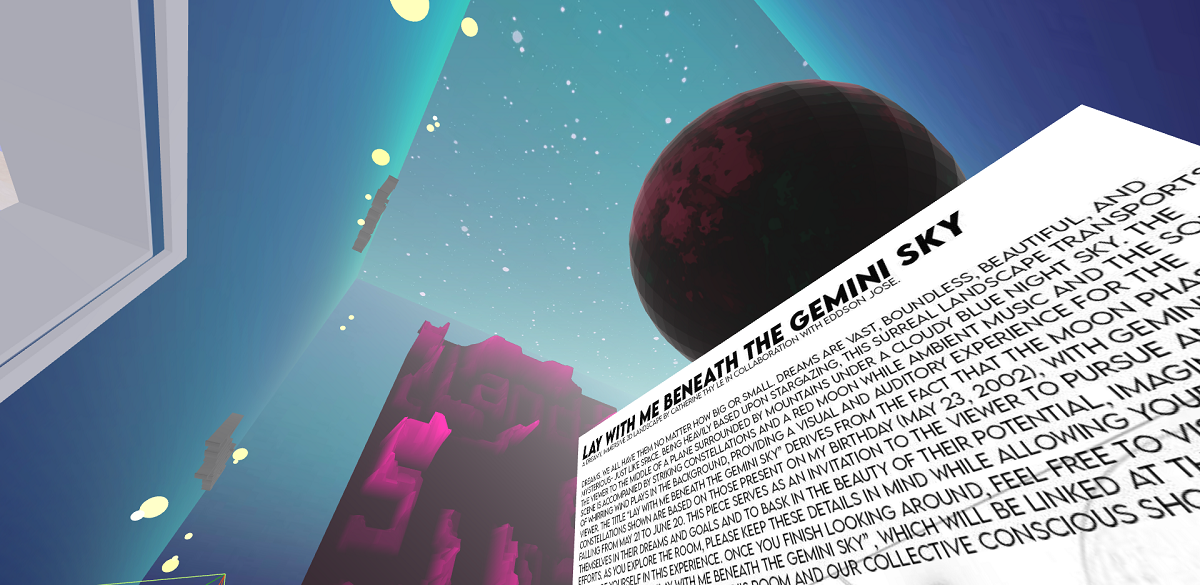 LAY WITH ME BENEATH THE GEMINI SKY
A DREAMY, IMMERSIVE 3D LANDSCAPE BY CATHERINE THY LE IN COLLABORATION WITH EDDSON JOSE.
DREAMS. WE ALL HAVE THEM NO MATTER HOW BIG OR SMALL. DREAMS ARE VAST, BOUNDLESS, BEAUTIFUL, AND
MYSTERIOUS- JUST LIKE SPACE. BEING HEAVILY BASED UPON STARGAZING, THIS SURREAL LANDSCAPE TRANSPORTS
THE VIEWER TO THE MIDDLE OF A PLANE SURROUNDED BY MOUNTAINS UNDER A CLOUDY BLUE NIGHT SKY. THE
SCENE IS ACCOMPANIED BY STRIKING CONSTELLATIONS AND A RED MOON WHILE AMBIENT MUSIC AND THE
OF WHIRRING WIND PLAYS IN THE BACKGROUND, PROVIDING A VISUAL AND AUDITORY EXPERIENCE FOR THE
VIEWER. THE TITLE "LAY WITH ME BENEATH THE GEMINI SKY" DERIVES FROM THE FACT THAT THE MOON
CONSTELLATIONS SHOWN ARE BASED ON THOSE PRESENT ON MY BIRTHDAY (MAY 23, 2002), WITH
FALLING FROM MAY 21 TO JUNE 20. THIS PIECE SERVES AS AN INVITATION TO THE VIEWER TO PURSUE
THEMSELVES IN THEIR DREAMS AND GOALS AND TO BASK IN THE BEAUTY OF THEIR POTENTIAL,
EFFORTS. AS YOU EXPLORE THE ROOM, PLEASE KEEP THESE DETAILS IN MIND WHILE ALLOWING
YOURSELF IN THIS EXPERIENCE. ONCE YOU FINISH LOOKING AROUND, FEEL FREE TO
WITH ME BENEATH THE GEMINI SKY", WHICH WILL BE LINKED AT
ROOM AND OUR COLLECTIVE CONSCIOUS